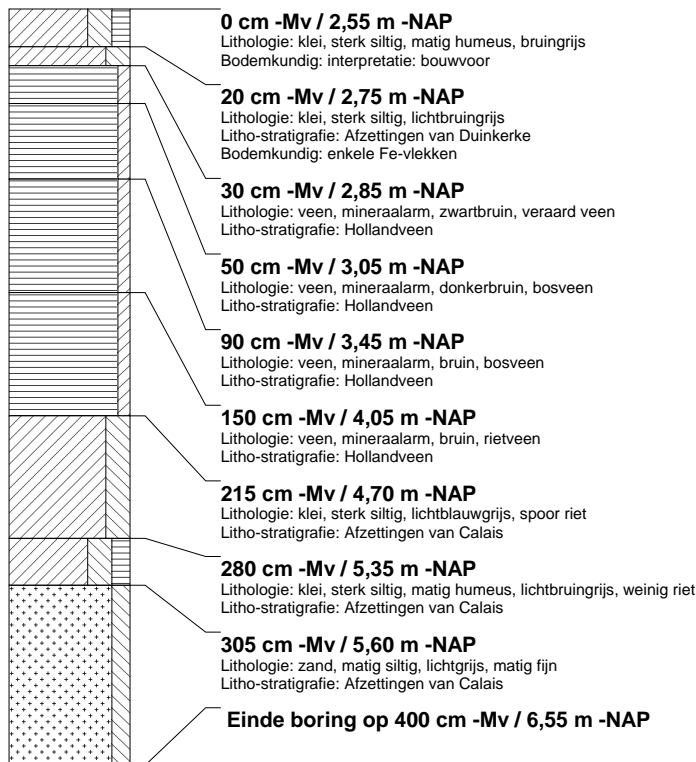 0 cm -Mv / 2,55 m -NAP
Lithologie: klei, sterk siltig, matig humeus, bruingrijs
Bodemkundig: interpretatie: bouwvoor
20 cm -Mv / 2,75 m -NAP
Lithologie: klei, sterk siltig, lichtbruingrijs
Litho-stratigrafie: Afzettingen van Duinkerke
Bodemkundig: enkele Fe-vlekken
30 cm -Mv / 2,85 m -NAP
Lithologie: veen, mineraalarm, zwartbruin, veraard veen
Litho-stratigrafie: Hollandveen
50 cm -Mv / 3,05 m -NAP
Lithologie: veen, mineraalarm, donkerbruin, bosveen
Litho-stratigrafie: Hollandveen
90 cm -Mv / 3,45 m -NAP
Lithologie: veen, mineraalarm, bruin, bosveen
Litho-stratigrafie: Hollandveen
150 cm -Mv / 4,05 m -NAP
Lithologie: veen, mineraalarm, bruin, rietveen
Litho-stratigrafie: Hollandveen
215 cm -Mv / 4,70 m -NAP
Lithologie: klei, sterk siltig, lichtblauwgrijs, spoor riet
Litho-stratigrafie: Afzettingen van Calais
280 cm -Mv / 5,35 m -NAP
Lithologie: klei, sterk siltig, matig humeus, lichtbruingrijs, weinig riet
Litho-stratigrafie: Afzettingen van Calais
305 cm -Mv / 5,60 m -NAP
Lithologie: zand, matig siltig, lichtgrijs, matig fijn
Litho-stratigrafie: Afzettingen van Calais
Einde boring op 400 cm -Mv / 6,55 m -NAP